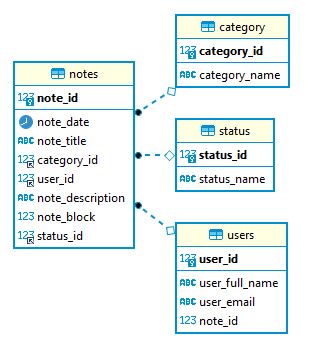 notes
123 note_id
note_date
ABC note_title
123 category_id
123 user_id
ABC note_description
123 note_block
123 status_id
category
123 category_id
ABC category_name
status
123 status_id
ABC status_name
users
123 user_id
ABC user_full_name
ABC user_email
123 note_id